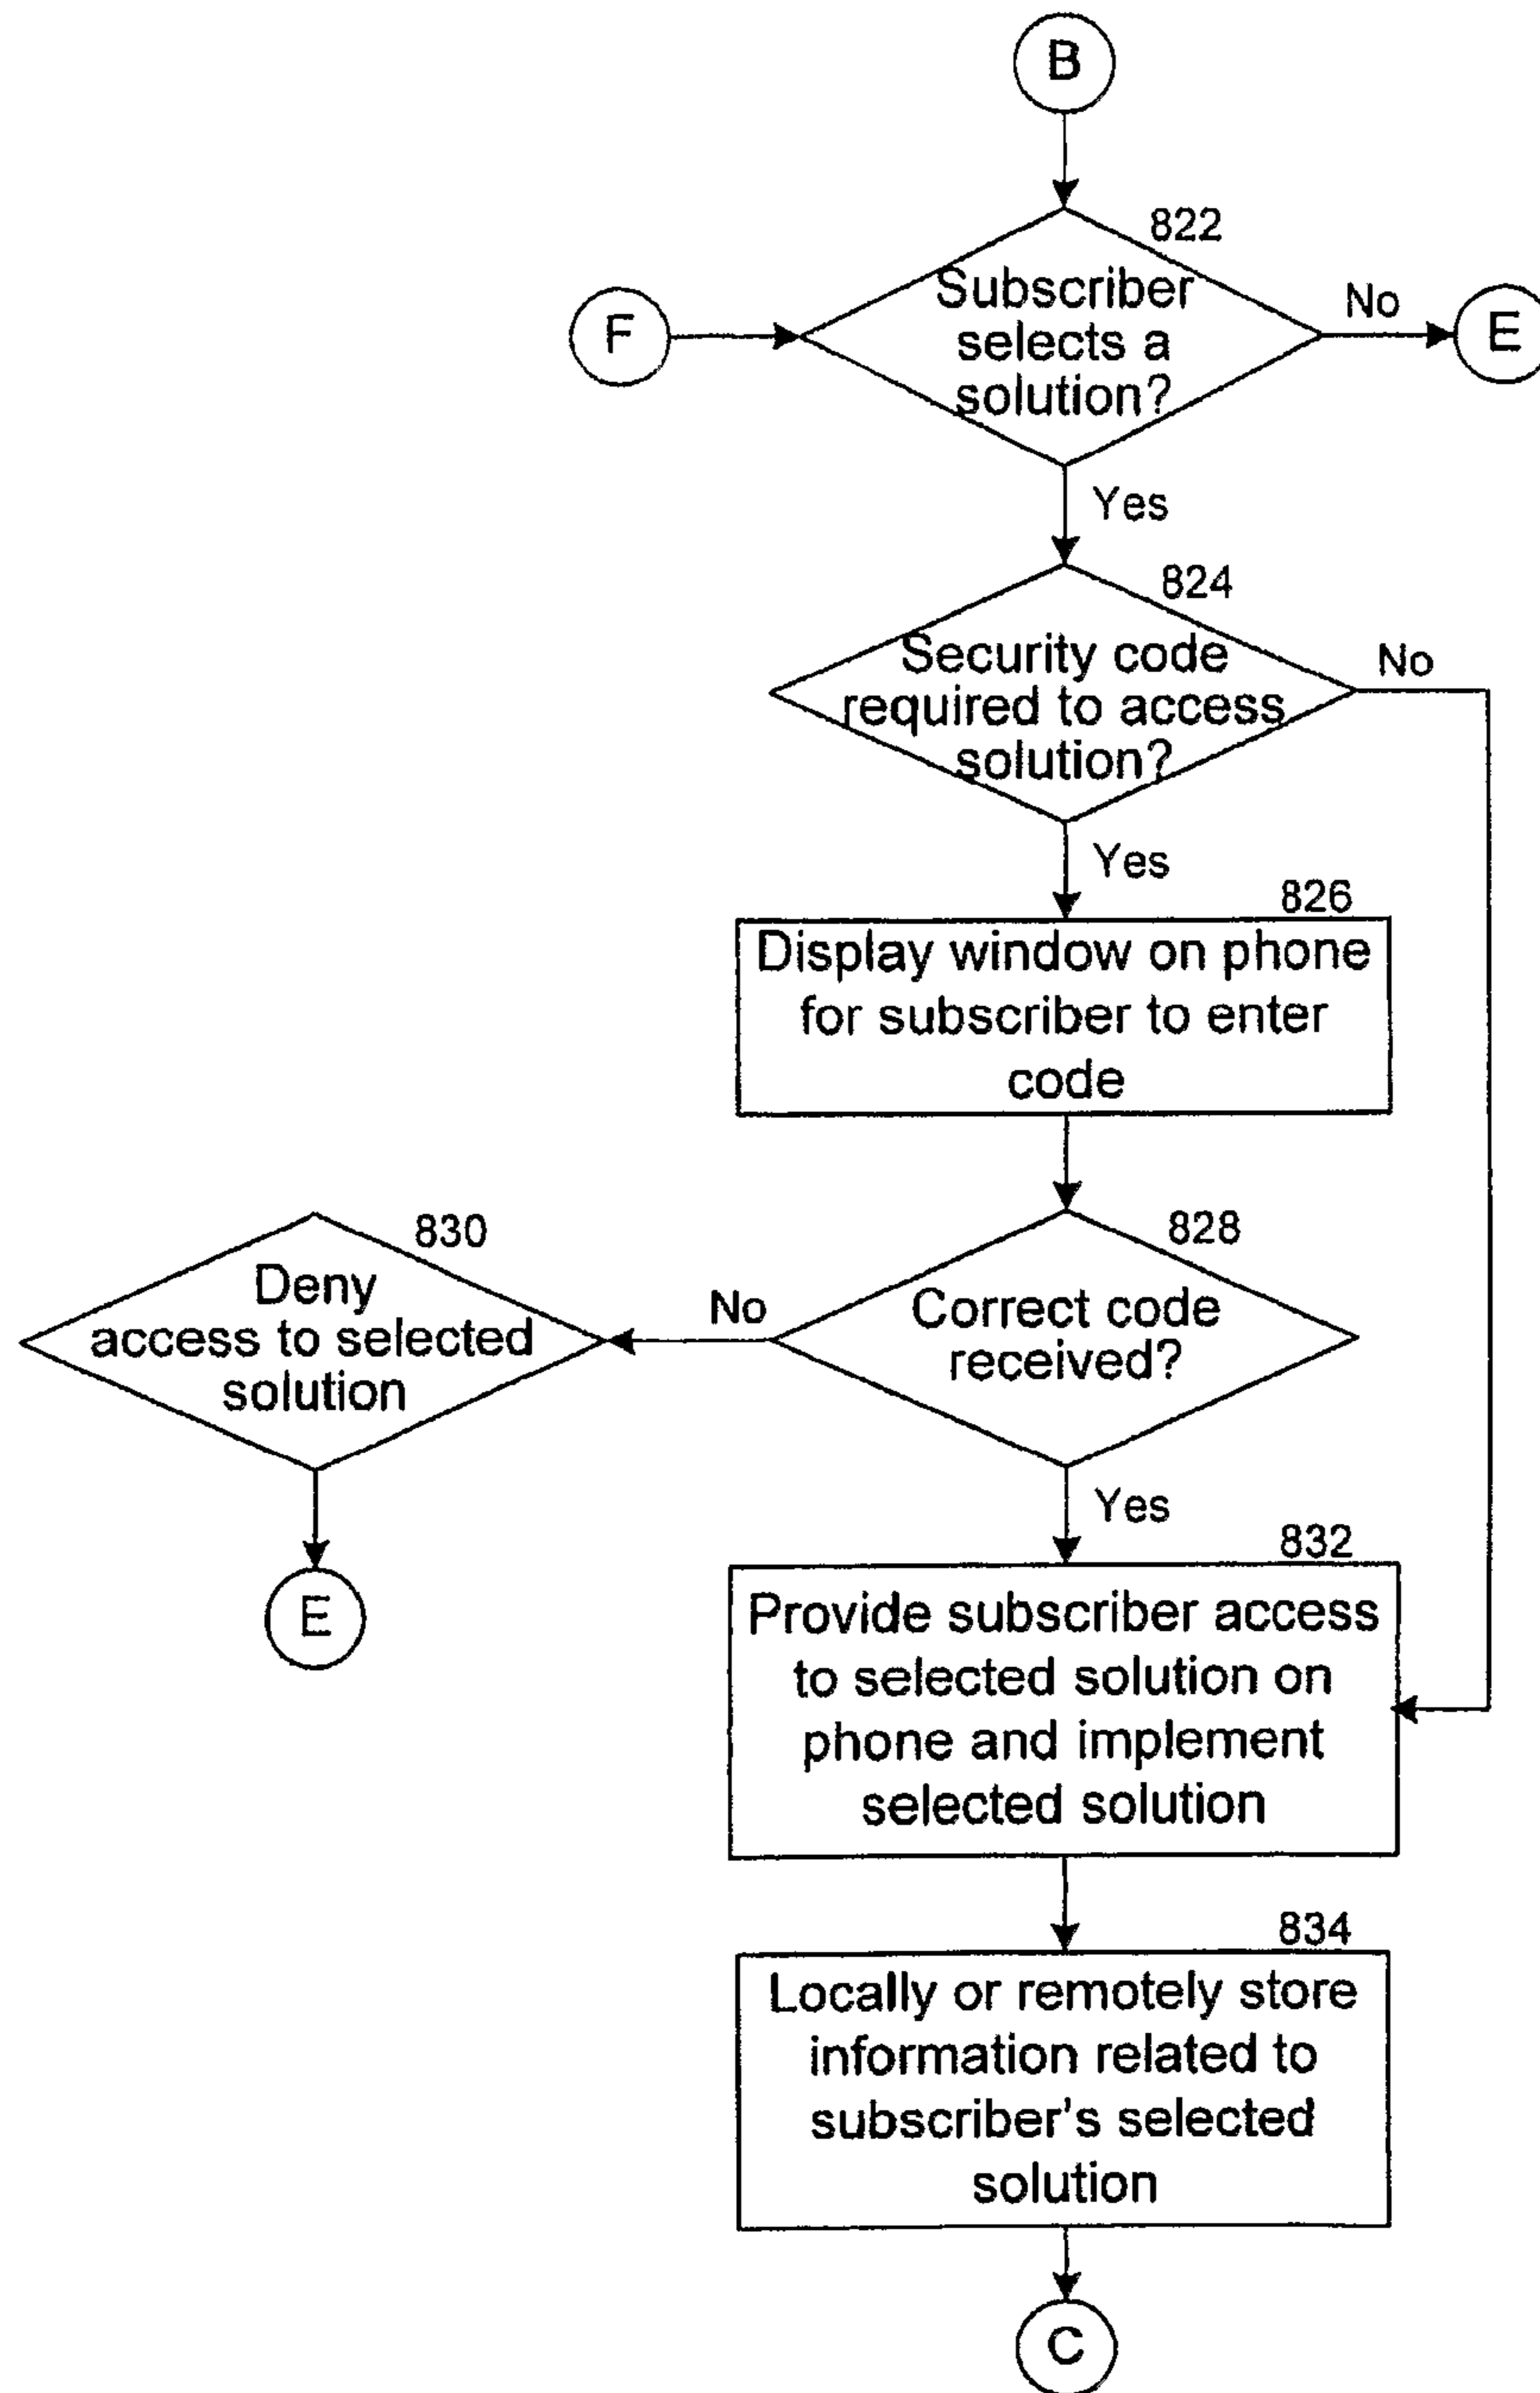 B
822
Subscriber
selects a
solution?
F
No
E
Yes
824
Security code
required to access
solution?
No
Yes
826
Display window on phone
for subscriber to enter
code
828
Correct code
received?
No
830
Deny
access to selected
solution
E
Yes
832
Provide subscriber access
to selected solution on
phone and implement
selected solution
834
Locally or remotely store
information related to
subscriber's selected
solution
C